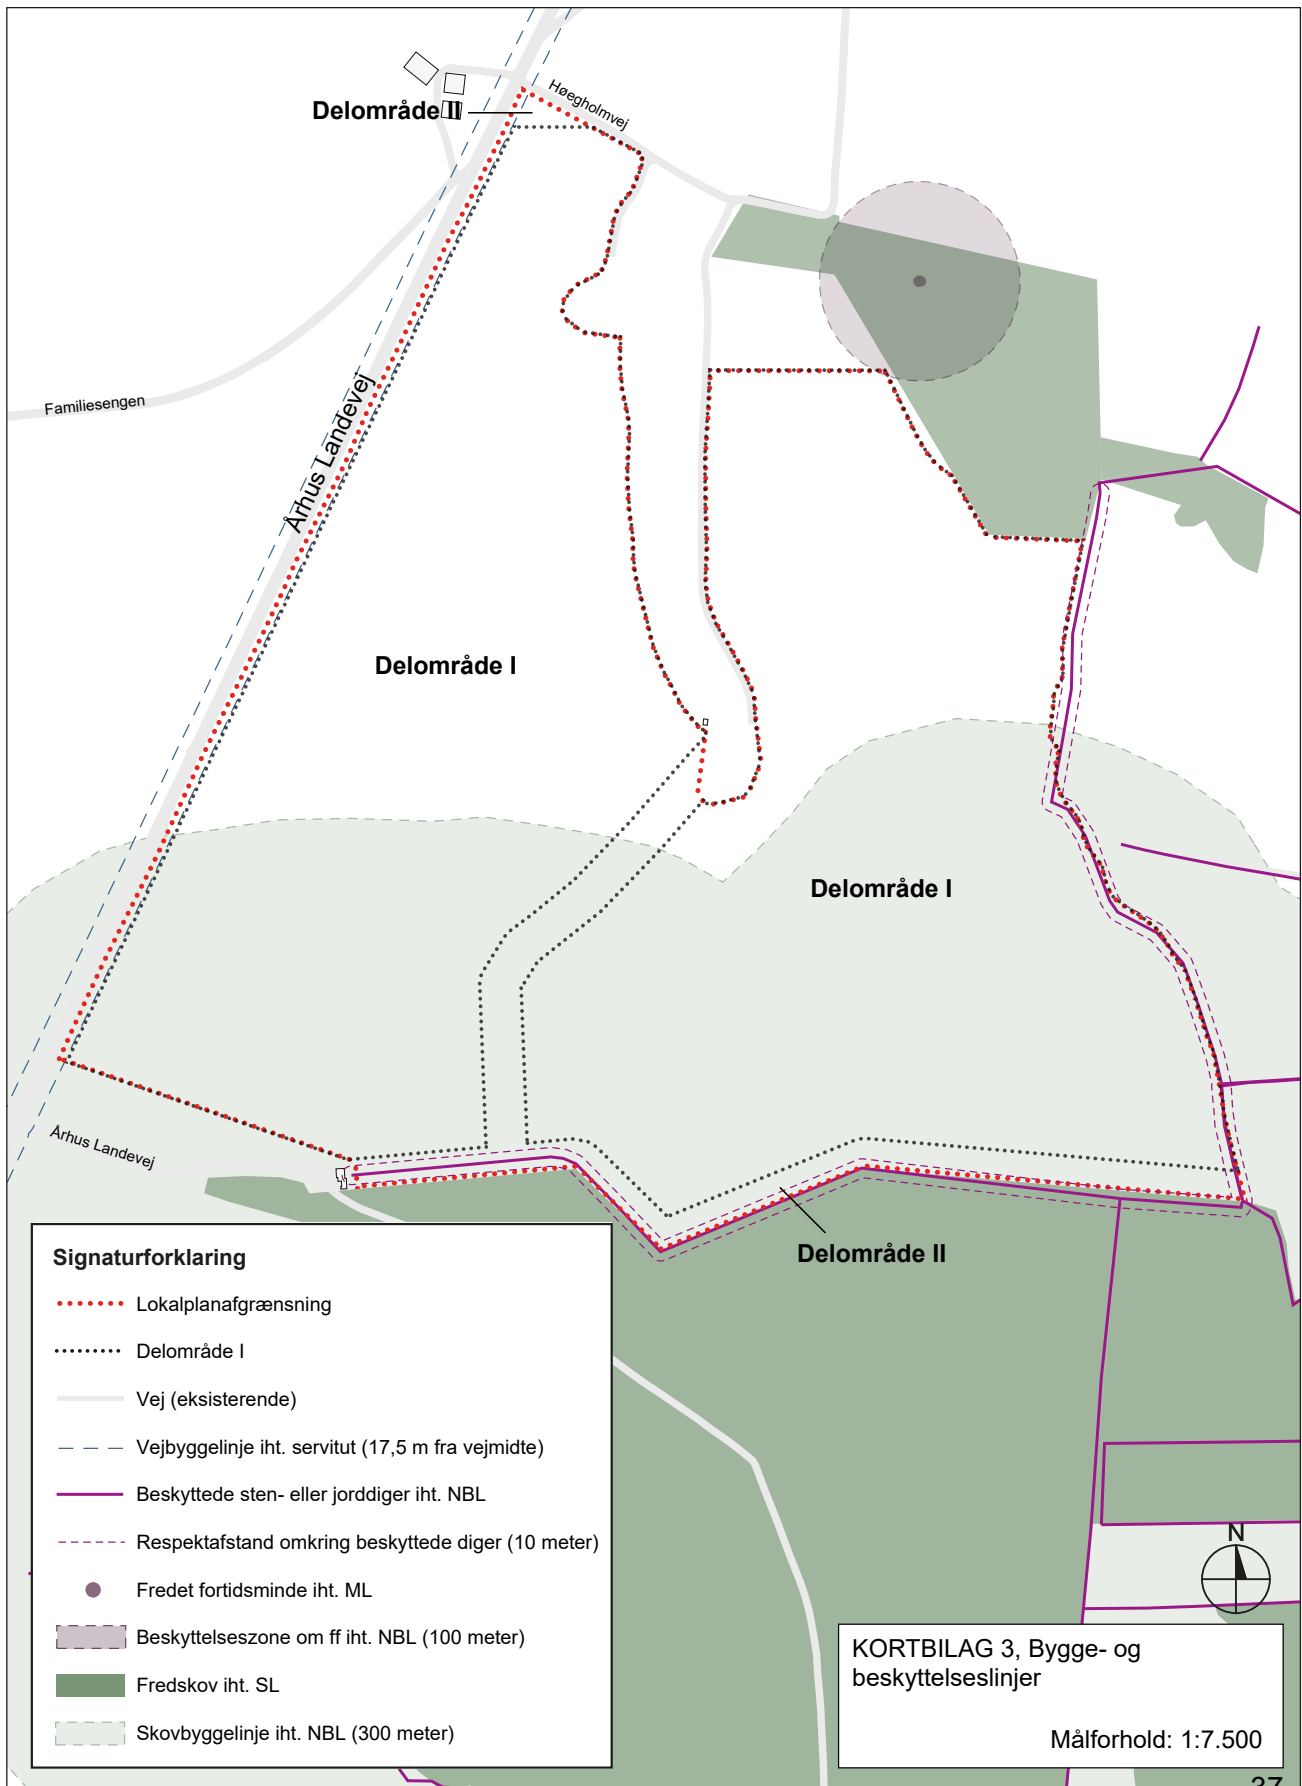 Delområde II
Høegholmvej
Familiesengen
Århus Landevej
Delområde I
Delområde I
Århus Landevej
Delområde II
Signaturforklaring
Lokalplanafgrænsning
Delområde I
Vej (eksisterende)
Vejbyggelinje iht. servitut (17,5 m fra vejmidte)
Beskyttede sten- eller jorddiger iht. NBL
Respektafstand omkring beskyttede diger (10 meter)
Fredet fortidsminde iht. ML
Beskyttelseszone om ff iht. NBL (100 meter)
Fredskov iht. SL
Skovbyggelinje iht. NBL (300 meter)
N
KORTBILAG 3, Bygge- og
beskyttelseslinjer
Målforhold: 1:7.500
37